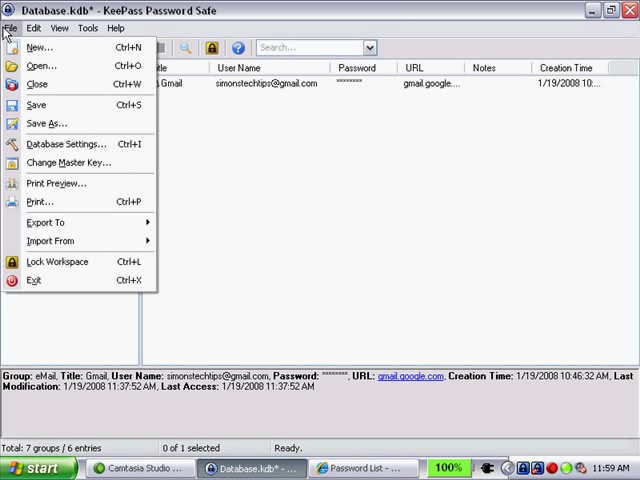 Database.kdb* - KeePass Password Safe
File Edit View Tools Help
Search...
New... Ctrl+N
Open... Ctrl+O
Close Ctrl+W
Save Ctrl+S
Save As...
Database Settings... Ctrl+I
Change Master Key...
Print Preview...
Print... Ctrl+P
Export To
Import From
Lock Workspace Ctrl+L
Exit Ctrl+X
User Name Password URL Notes Creation Time
Gmail simonstechtips@gmail.com ******** gmail.google.... 1/19/2008 10:...
Group: eMail, Title: Gmail, User Name: simonstechtips@gmail.com, Password: ********, URL: gmail.google.com, Creation Time: 1/19/2008 10:46:32 AM, Last
Modification: 1/19/2008 11:37:52 AM, Last Access: 1/19/2008 11:37:52 AM
Total: 7 groups / 6 entries 0 of 1 selected Ready.
start Camtasia Studio ... Database.kdb* - ... Password List - ... 100% 11:59 AM